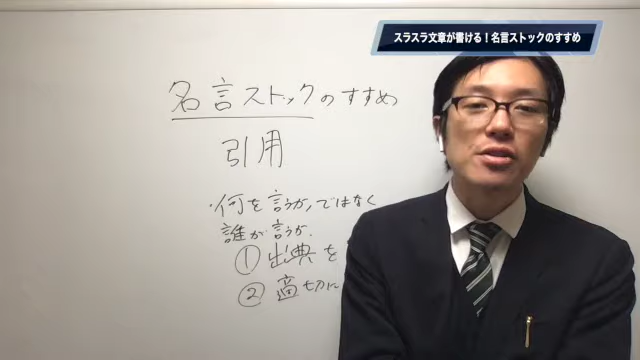 スラスラ文章が書ける！名言ストックのすすめ
名言ストックのすすめ
引用
・何を言うか、ではなく
誰が言うか.
① 出典を
② 適切に